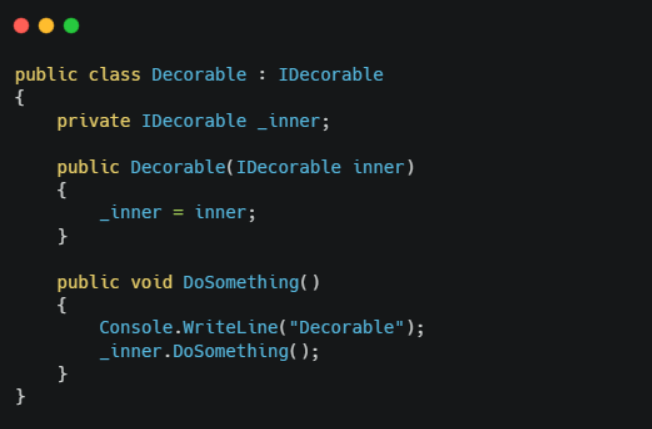 public class Decorable : IDecorable
{
    private IDecorable _inner;

    public Decorable(IDecorable inner)
    {
        _inner = inner;
    }

    public void DoSomething()
    {
        Console.WriteLine("Decorable");
        _inner.DoSomething();
    }
}